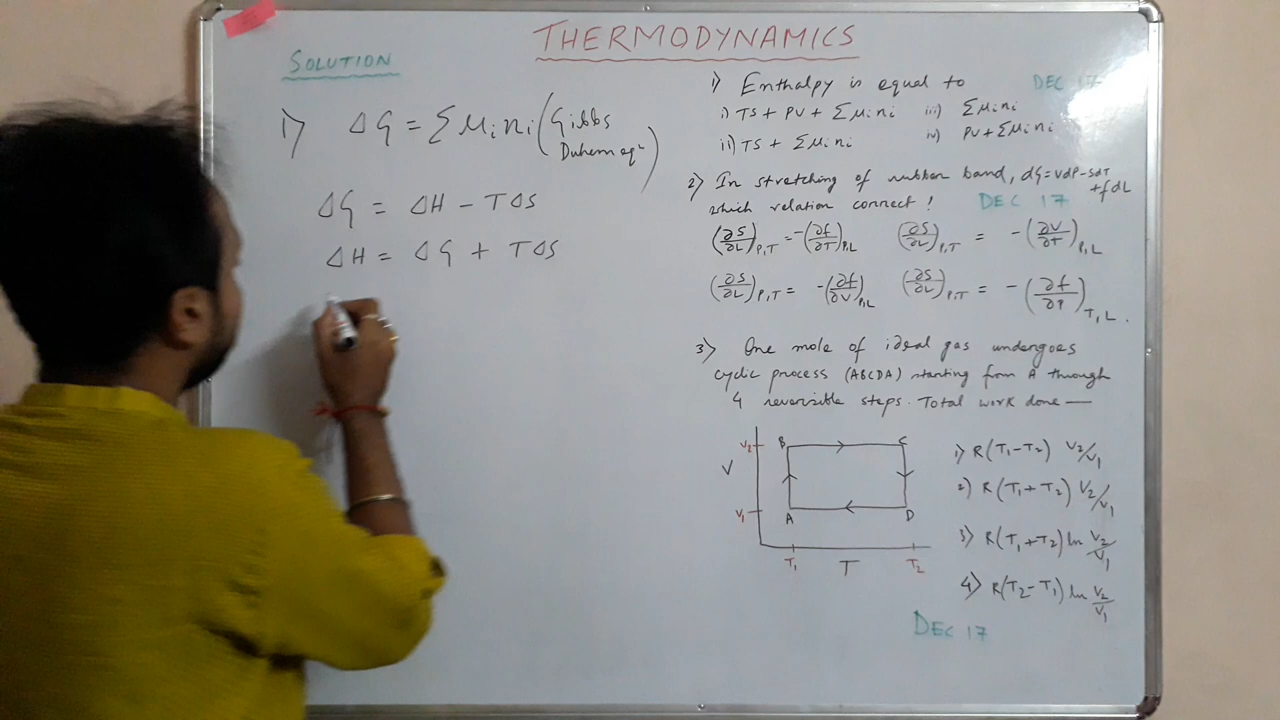 THERMODYNAMICS
SOLUTION
1) ΔG = Σμini (Gibbs
Duhem eqn)
ΔG = ΔH - TΔS
ΔH = ΔG + TΔS
1) Enthalpy is equal to DEC 17
i) TS + PV + Σμini iii) Σμini
ii) TS + Σμini iv) PV + Σμini
2) In stretching of rubber band, dG = VdP - SdT
+ fdL
which relation connect! DEC 17
(∂S/∂L)P,T = -(∂f/∂T)P,L (∂S/∂L)P,T = -(∂V/∂T)P,L
(∂S/∂L)P,T = -(∂f/∂V)P,L (∂S/∂L)P,T = -(∂f/∂P)T,L.
3) One mole of ideal gas undergoes
cyclic process (ABCDA) starting from A through
4 reversible steps. Total work done —
V2 B C
V
V1 A D
T1 T T2
1) R(T1-T2) V2/V1
2) R(T1+T2) V2/V1
3) R(T1+T2) ln V2/V1
4) R(T2-T1) ln V2/V1
DEC 17